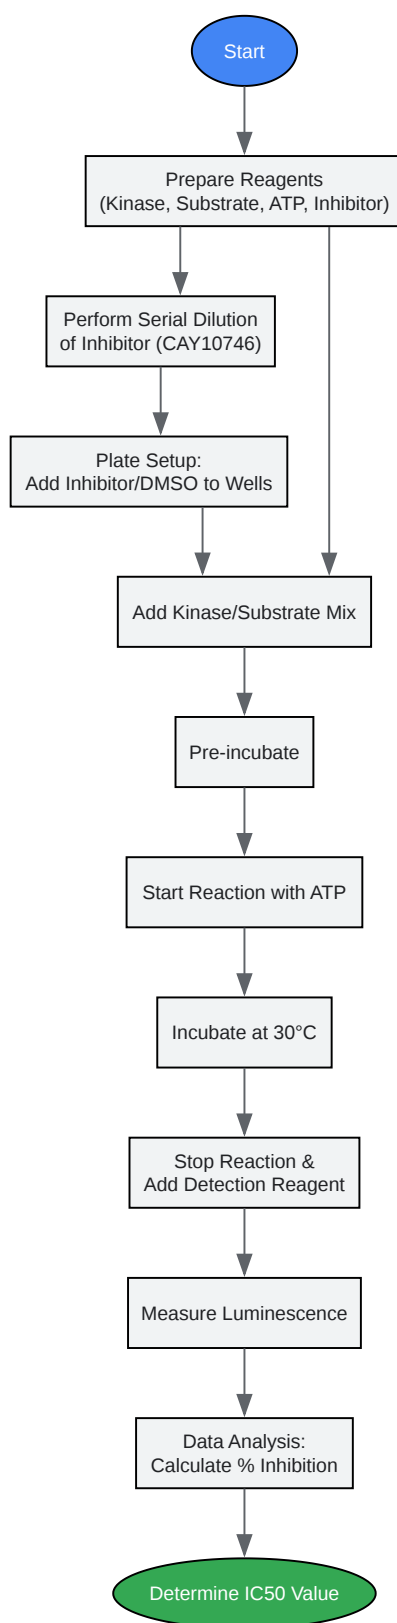 Start
Prepare Reagents
(Kinase, Substrate, ATP, Inhibitor)
Perform Serial Dilution
of Inhibitor (CAY10746)
Plate Setup:
Add Inhibitor/DMSO to Wells
Add Kinase/Substrate Mix
Pre-incubate
Start Reaction with ATP
Incubate at 30°C
Stop Reaction &
Add Detection Reagent
Measure Luminescence
Data Analysis:
Calculate % Inhibition
Determine IC50 Value